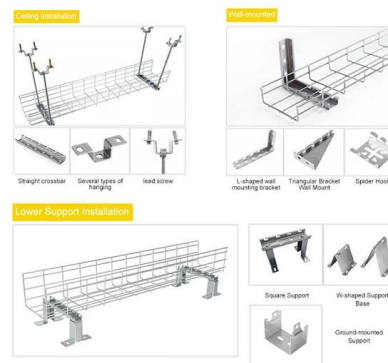 Ceiling installation
Wall-mounted
Straight crossbar
Several types of
hanging
lead screw
L-shaped wall
mounting bracket
Triangular Bracket
Wall Mount
Spider Hook
Lower Support Installation
Square Support
W-shaped Support
Base
Ground-mounted
Support